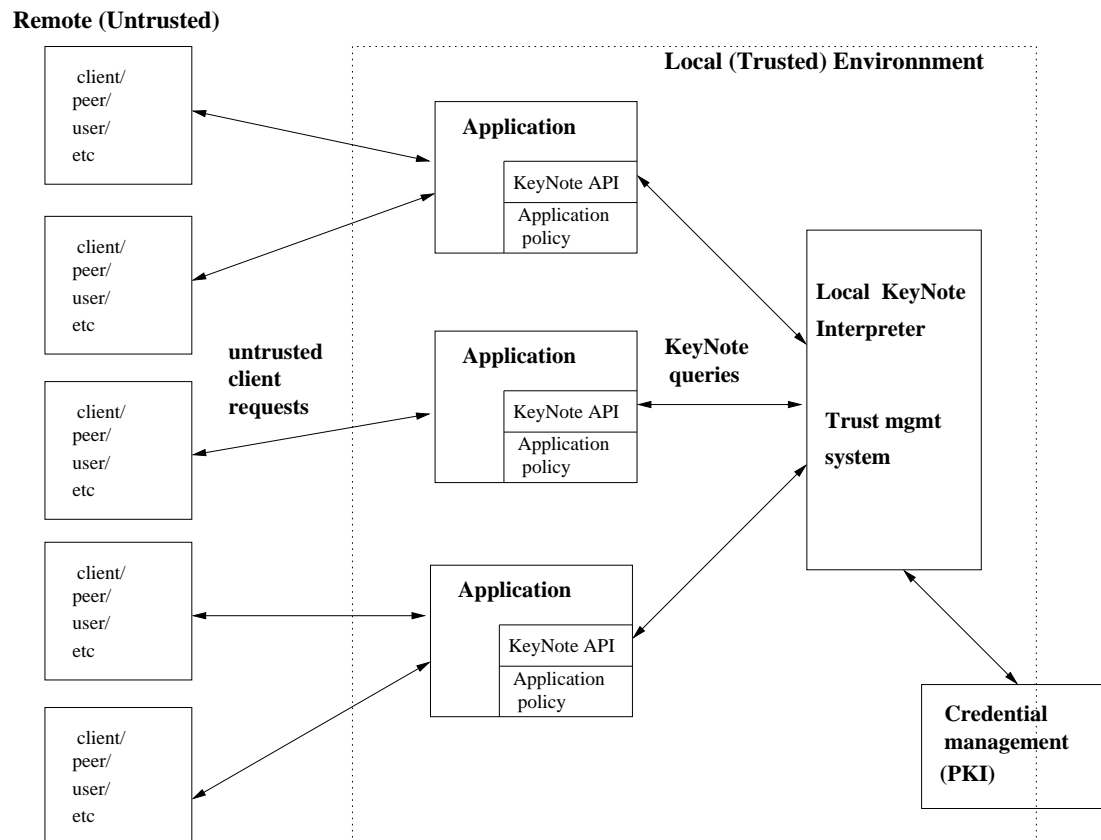 Remote (Untrusted)
Local (Trusted) Environnment
client/
peer/
user/
etc
client/
peer/
user/
etc
client/
peer/
user/
etc
client/
peer/
user/
etc
client/
peer/
user/
etc
untrusted
client
requests
Application
KeyNote API
Application
policy
Application
KeyNote API
Application
policy
Application
KeyNote API
Application
policy
KeyNote
queries
Local KeyNote
Interpreter
Trust mgmt
system
Credential
management
(PKI)